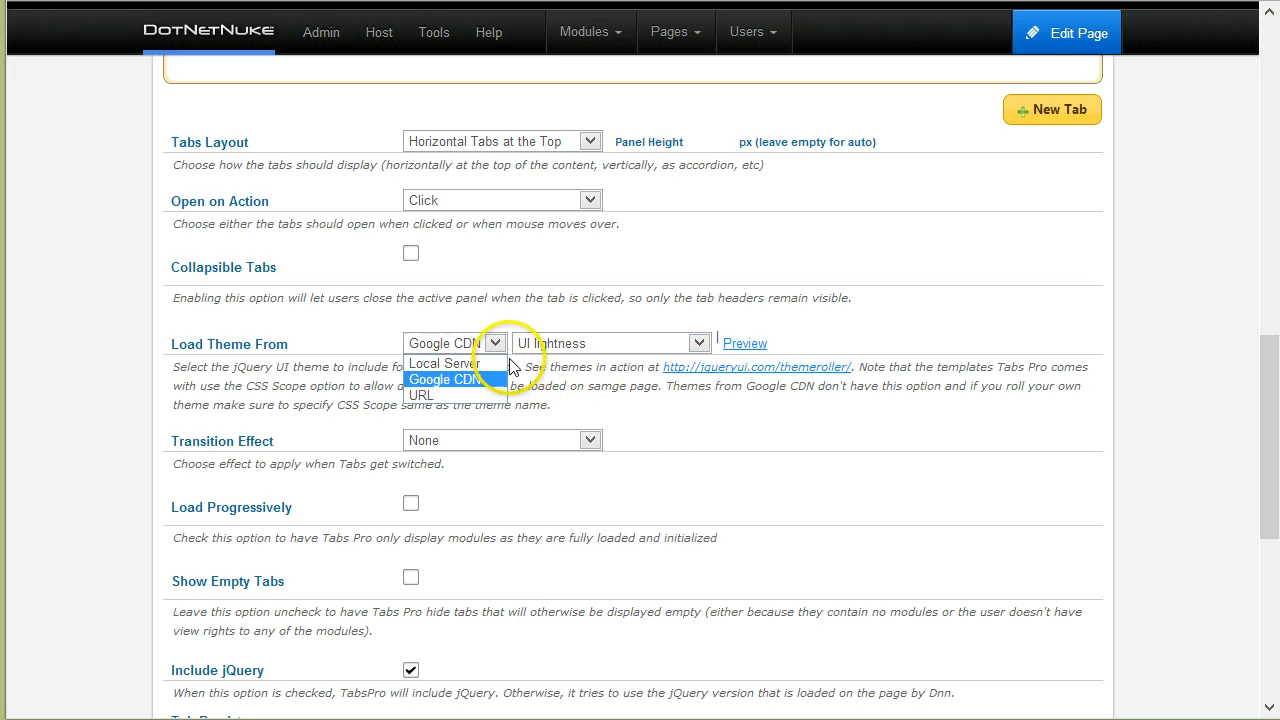 DOTNETNUKE Admin Host Tools Help Modules Pages Users Edit Page
New Tab
Tabs Layout Horizontal Tabs at the Top Panel Height px (leave empty for auto)
Choose how the tabs should display (horizontally at the top of the content, vertically, as accordion, etc)
Open on Action Click
Choose either the tabs should open when clicked or when mouse moves over.
Collapsible Tabs
Enabling this option will let users close the active panel when the tab is clicked, so only the tab headers remain visible.
Load Theme From Google CDN UI lightness | Preview
Local Server
Google CDN
URL
Select the jQuery UI theme to include fo See themes in action at http://jqueryui.com/themeroller/. Note that the templates Tabs Pro comes
with use the CSS Scope option to allow d be loaded on samge page. Themes from Google CDN don't have this option and if you roll your own
theme make sure to specify CSS Scope same as the theme name.
Transition Effect None
Choose effect to apply when Tabs get switched.
Load Progressively
Check this option to have Tabs Pro only display modules as they are fully loaded and initialized
Show Empty Tabs
Leave this option uncheck to have Tabs Pro hide tabs that will otherwise be displayed empty (either because they contain no modules or the user doesn't have
view rights to any of the modules).
Include jQuery
When this option is checked, TabsPro will include jQuery. Otherwise, it tries to use the jQuery version that is loaded on the page by Dnn.